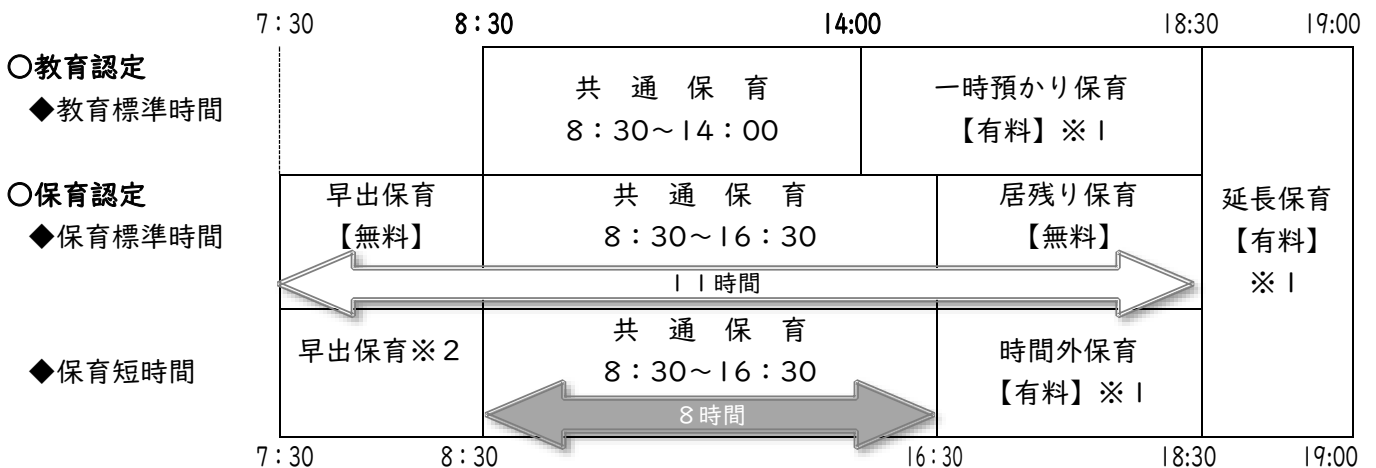 7：30 8：30 14:00 18:30 19:00
○教育認定
◆教育標準時間
共通保育
8：30～14：00
一時預かり保育
【有料】※1
○保育認定
◆保育標準時間
早出保育
【無料】
共通保育
8：30～16：30
居残り保育
【無料】
11時間
延長保育
【有料】
※1
◆保育短時間
早出保育※2
共通保育
8：30～16：30
8時間
時間外保育
【有料】※1
7：30 8：30 16:30 18:30 19:00